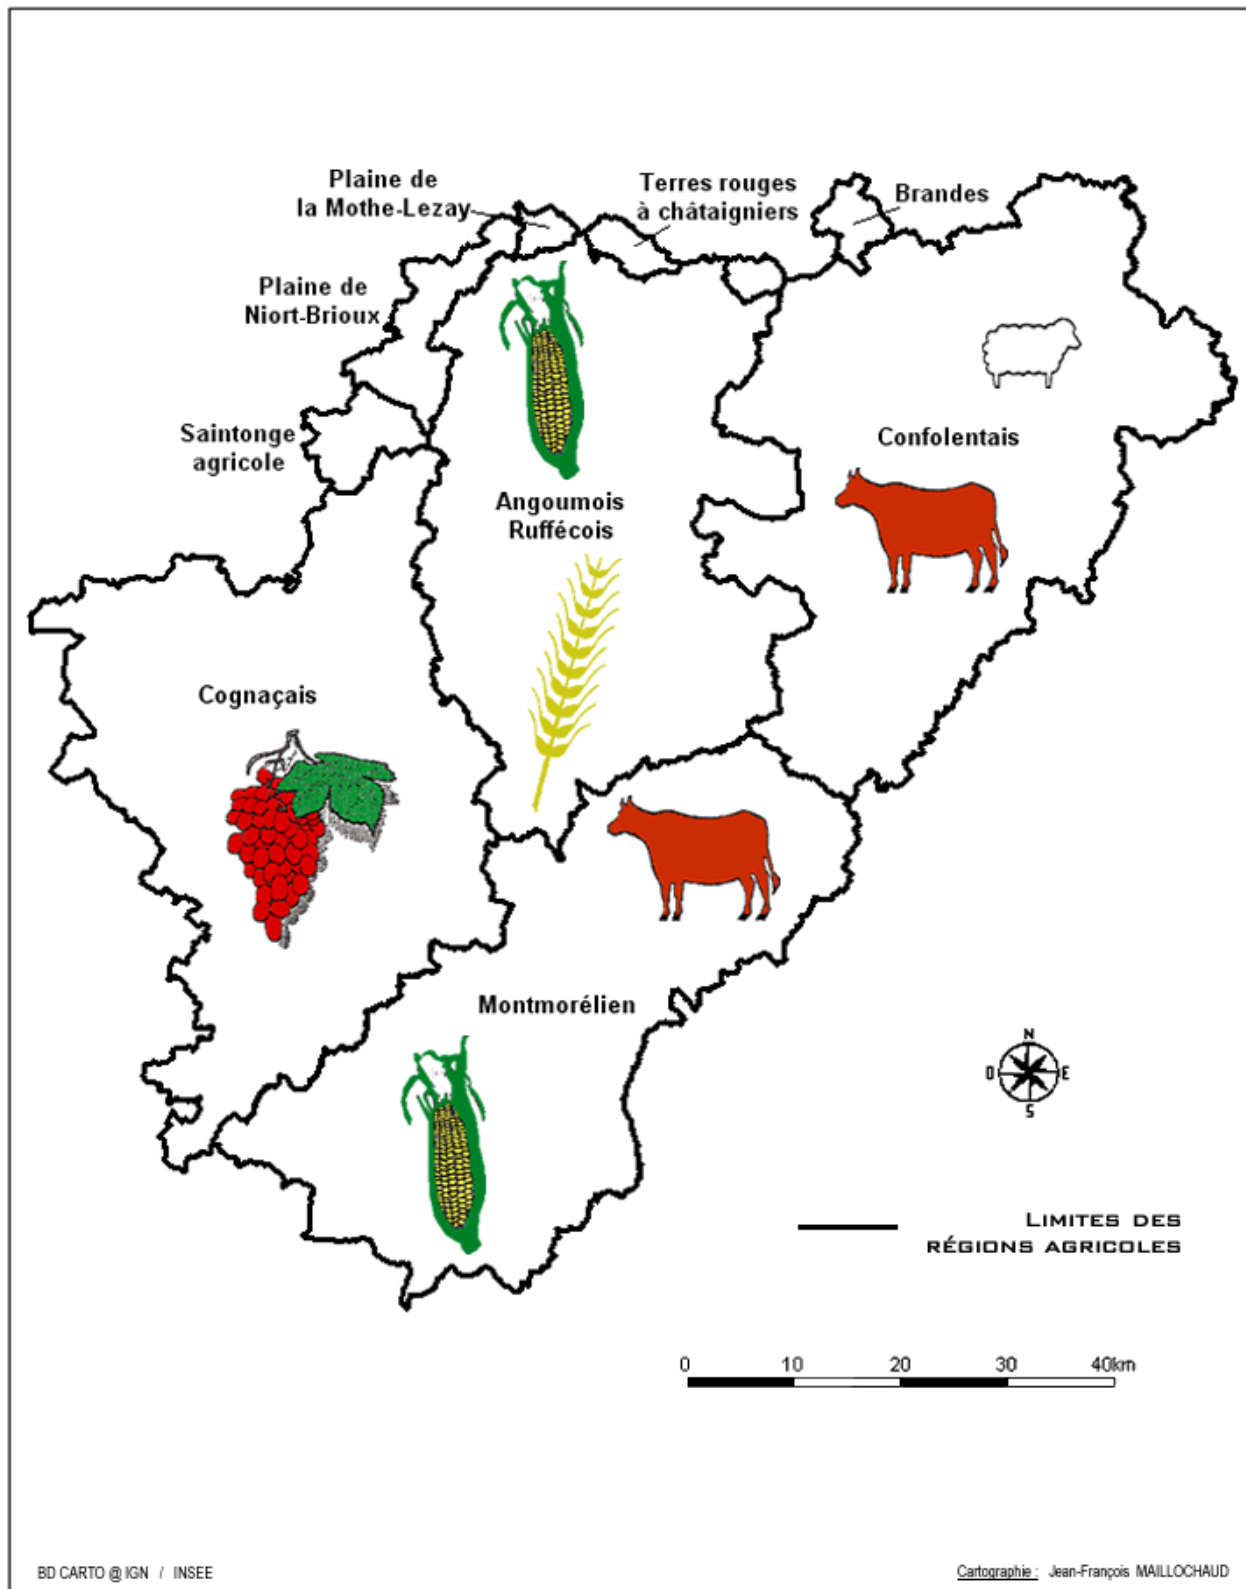 Plaine de
la Mothe-Lezay
Terres rouges
à châtaigniers
Brandes
Plaine de
Niort-Brioux
Saintonge
agricole
Confolentais
Angoumois
Ruffécois
Cognaçais
Montmorélien
N
O E
S
LIMITES DES
RÉGIONS AGRICOLES
0 10 20 30 40km
BD CARTO @ IGN / INSEE
Cartographie : Jean-François MAILLOCHAUD